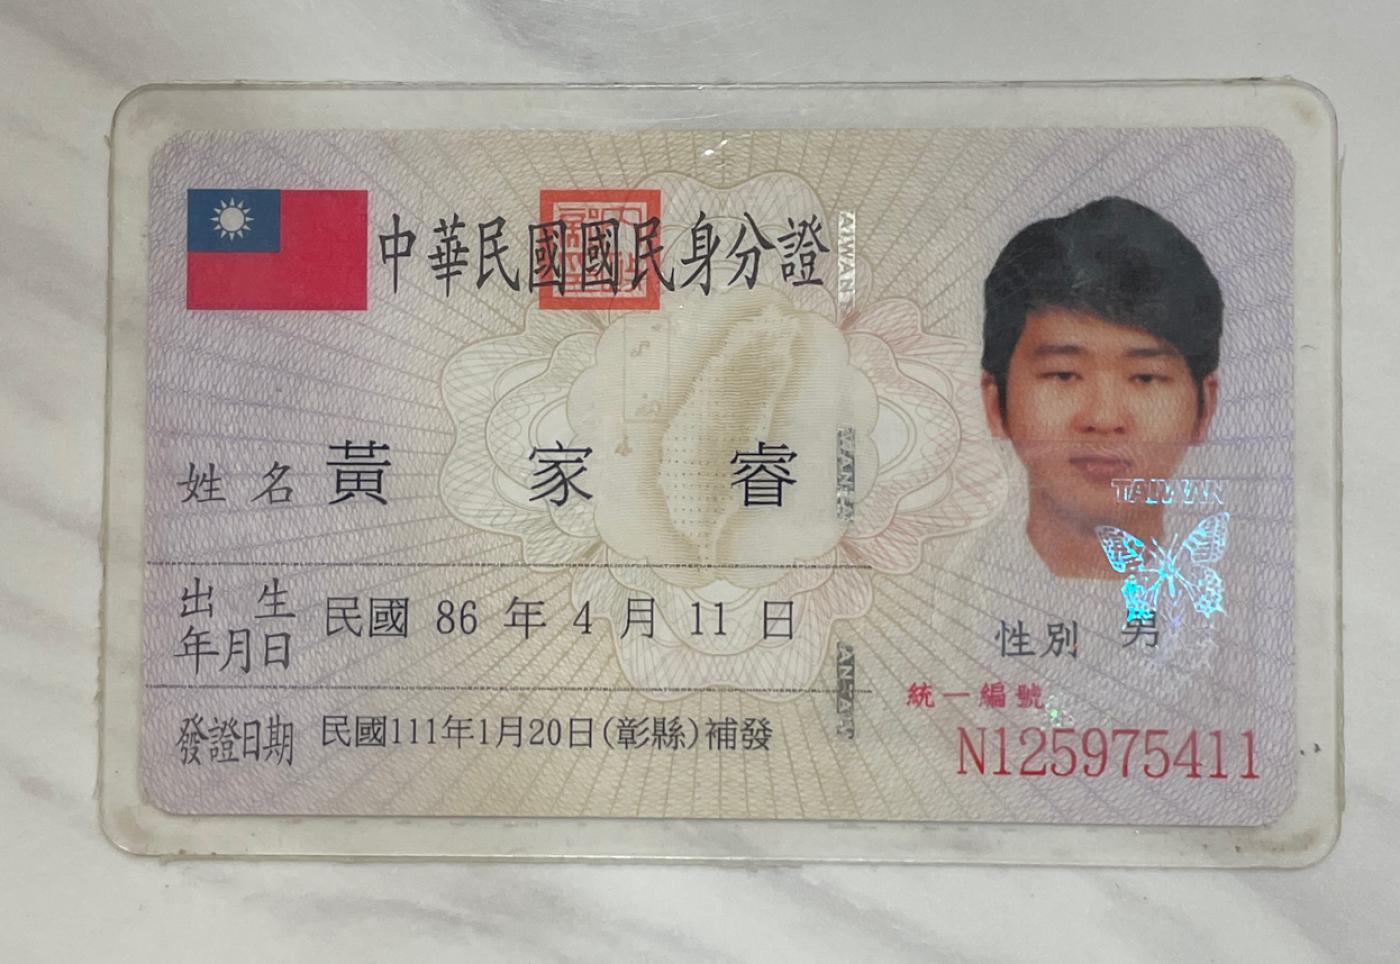 中華民國國民身分證
TAIWAN
姓名 黃家睿
TAIWAN
出生年月日 民國 86 年 4 月 11 日
性別 男
發證日期 民國111年1月20日(彰縣)補發
統一編號
N125975411